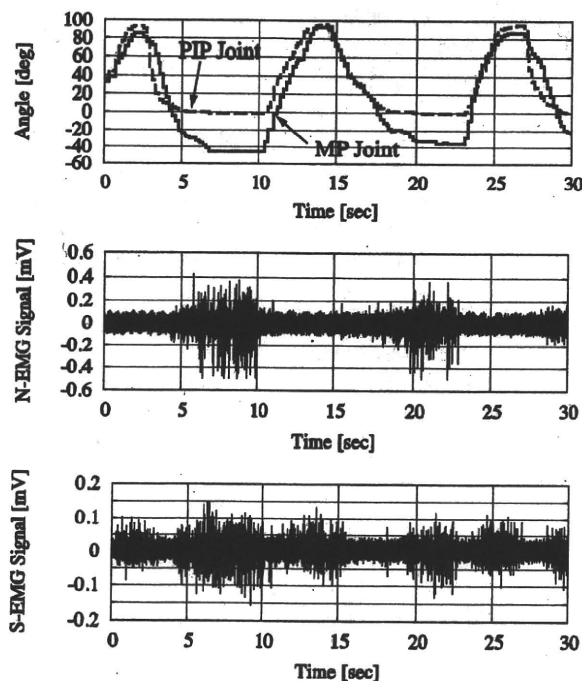 100
80
60
40
20
0
-20
-40
-60
Angle [deg]
PIP Joint
MP Joint
0 5 10 15 20 25 30
Time [sec]
0.6
0.4
0.2
0
-0.2
-0.4
-0.6
N-EMG Signal [mV]
0 5 10 15 20 25 30
Time [sec]
0.2
0.1
0
-0.1
-0.2
S-EMG Signal [mV]
0 5 10 15 20 25 30
Time [sec]